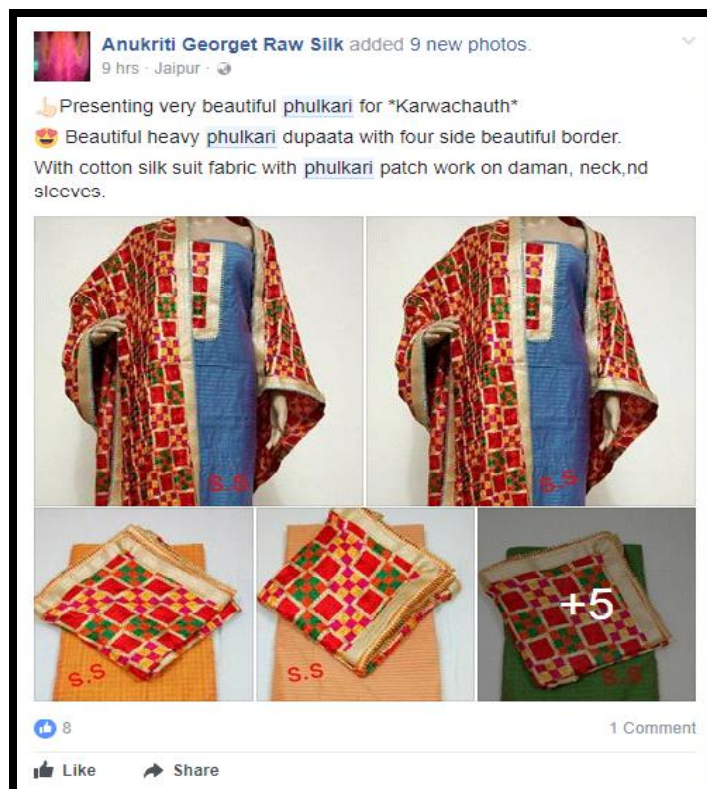 Anukriti Georget Raw Silk added 9 new photos.
9 hrs · Jaipur ·
👆🏻Presenting very beautiful phulkari for *Karwachauth*
😍 Beautiful heavy phulkari dupaata with four side beautiful border.
With cotton silk suit fabric with phulkari patch work on daman, neck,nd
sleeves.
S.S
S.S
S.S
S.S
+5
S.S
8
1 Comment
Like
Share